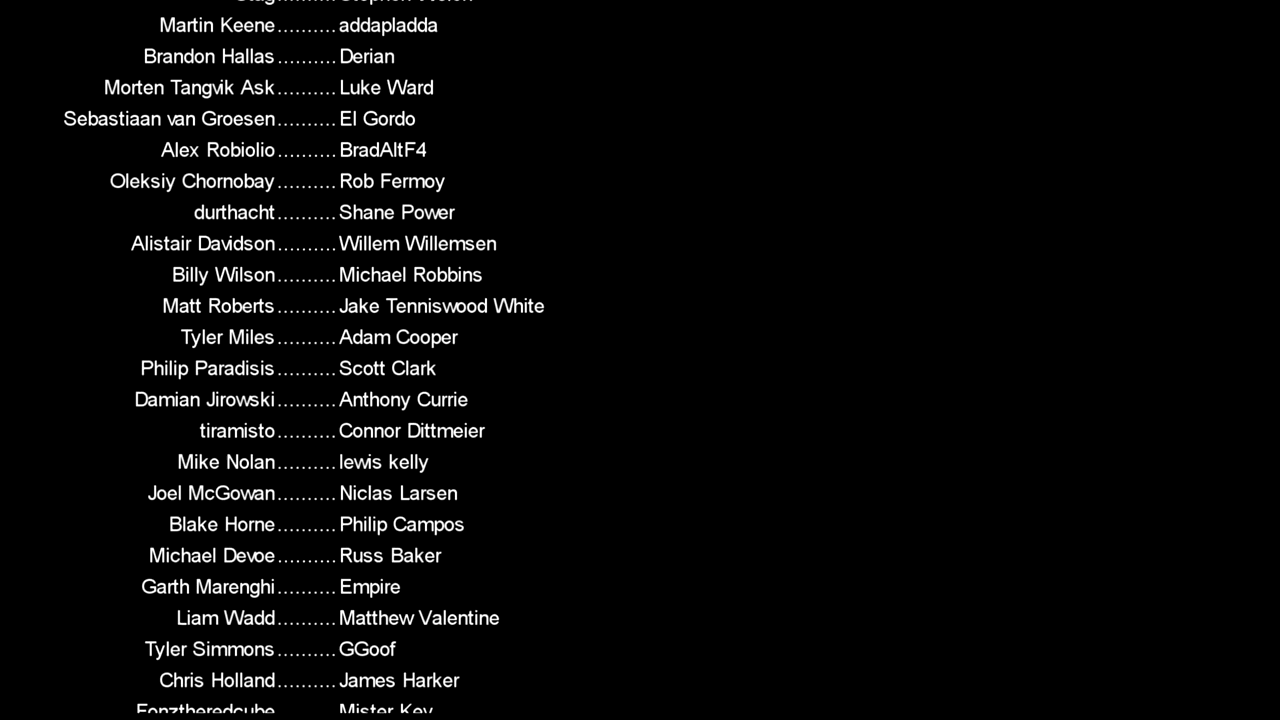 Martin Keene..........addapladda
Brandon Hallas..........Derian
Morten Tangvik Ask..........Luke Ward
Sebastiaan van Groesen..........El Gordo
Alex Robiolio..........BradAltF4
Oleksiy Chornobay..........Rob Fermoy
durthacht..........Shane Power
Alistair Davidson..........Willem Willemsen
Billy Wilson..........Michael Robbins
Matt Roberts..........Jake Tenniswood White
Tyler Miles..........Adam Cooper
Philip Paradisis..........Scott Clark
Damian Jirowski..........Anthony Currie
tiramisto..........Connor Dittmeier
Mike Nolan..........lewis kelly
Joel McGowan..........Niclas Larsen
Blake Horne..........Philip Campos
Michael Devoe..........Russ Baker
Garth Marenghi..........Empire
Liam Wadd..........Matthew Valentine
Tyler Simmons..........GGoof
Chris Holland..........James Harker
Fonztheredcube..........Mister Key